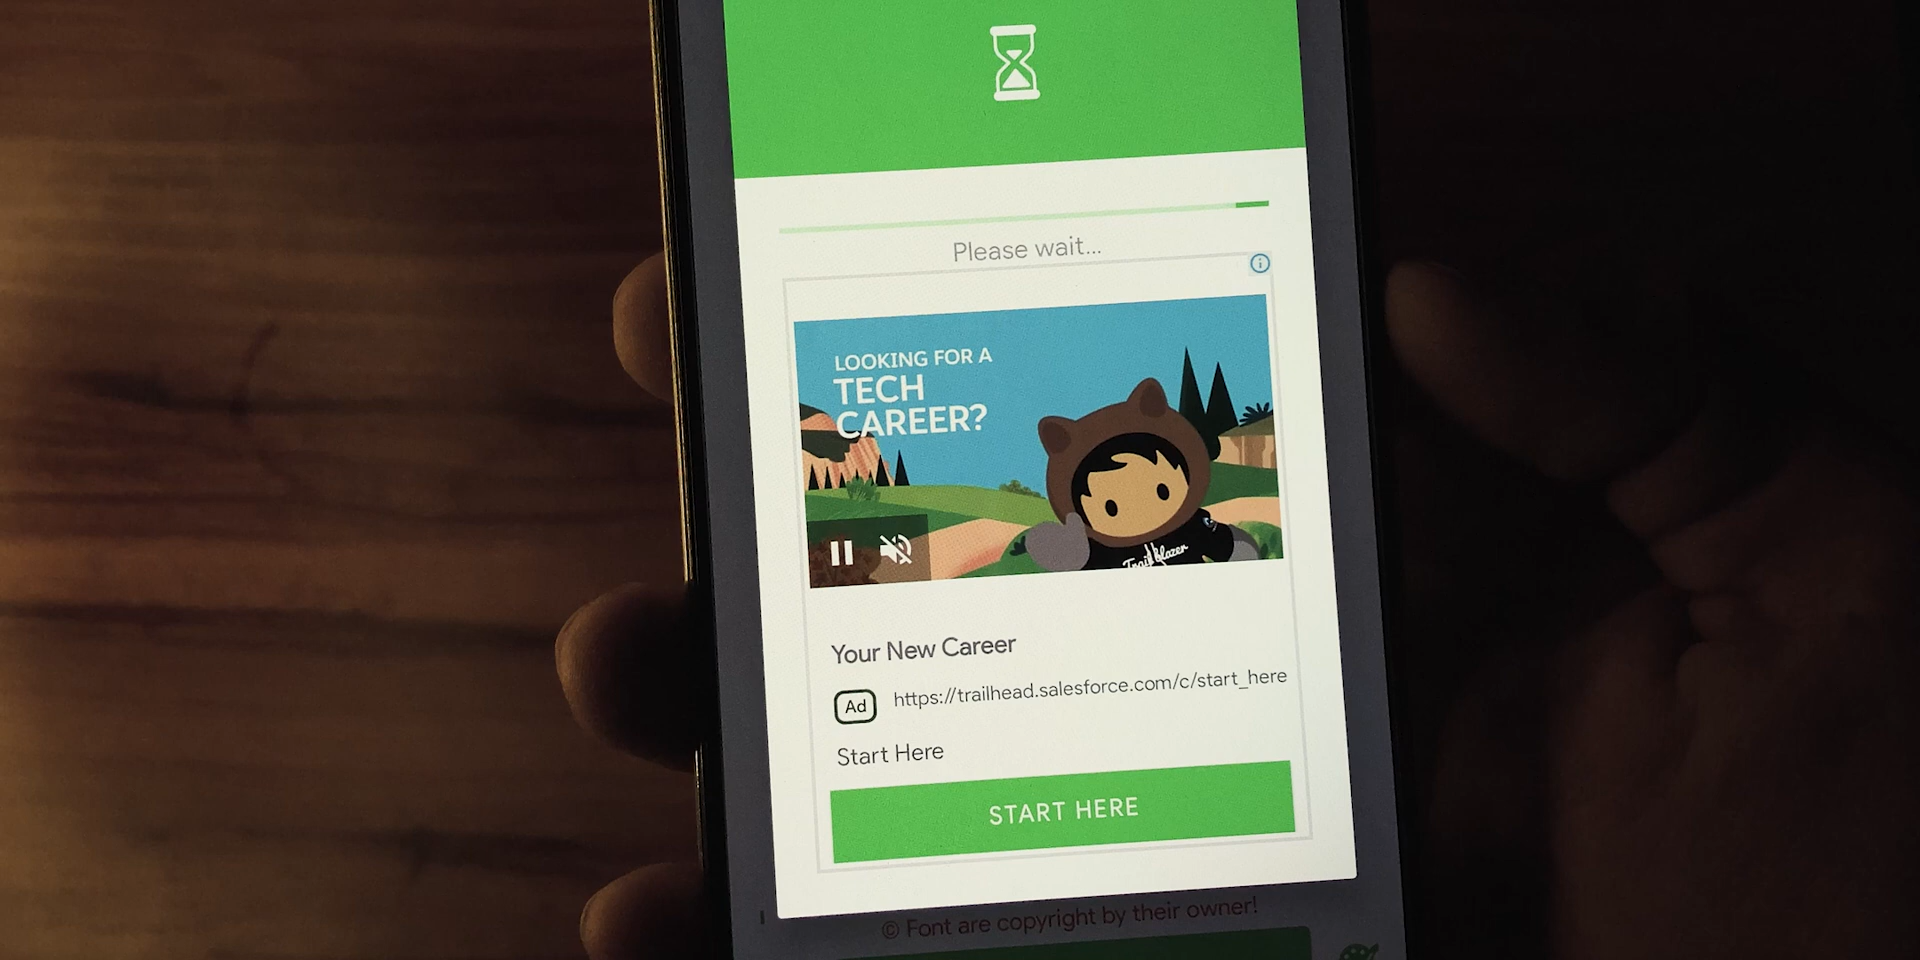 Please wait...
LOOKING FOR A
TECH
CAREER?
Trailblazer
Your New Career
Ad https://trailhead.salesforce.com/c/start_here
Start Here
START HERE
© Font are copyright by their owner!